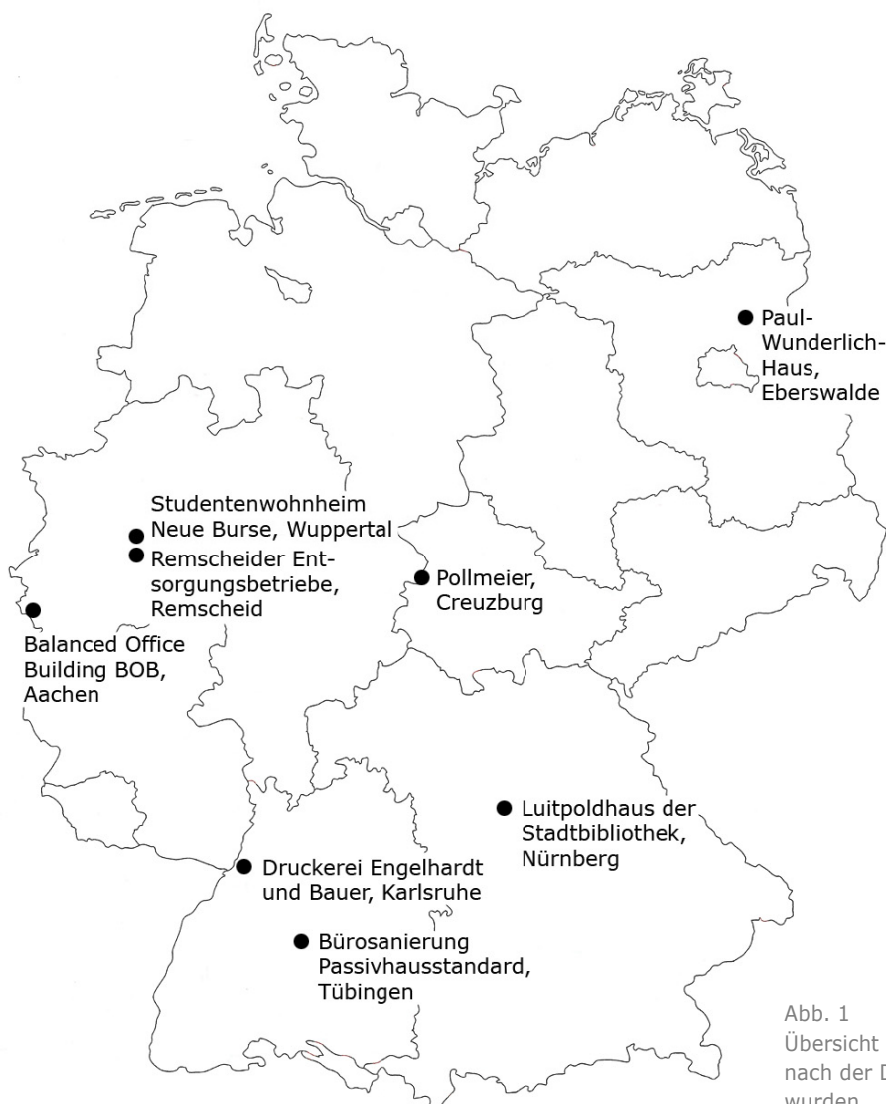 Paul-
Wunderlich-
Haus,
Eberswalde
Studentenwohnheim
Neue Burse, Wuppertal
Remscheider Ent-
sorgungsbetriebe,
Remscheid
Pollmeier,
Creuzburg
Balanced Office
Building BOB,
Aachen
Luitpoldhaus der
Stadtbibliothek,
Nürnberg
Druckerei Engelhardt
und Bauer, Karlsruhe
Bürosanierung
Passivhausstandard,
Tübingen
Abb. 1
Übersicht
nach der D
wurden